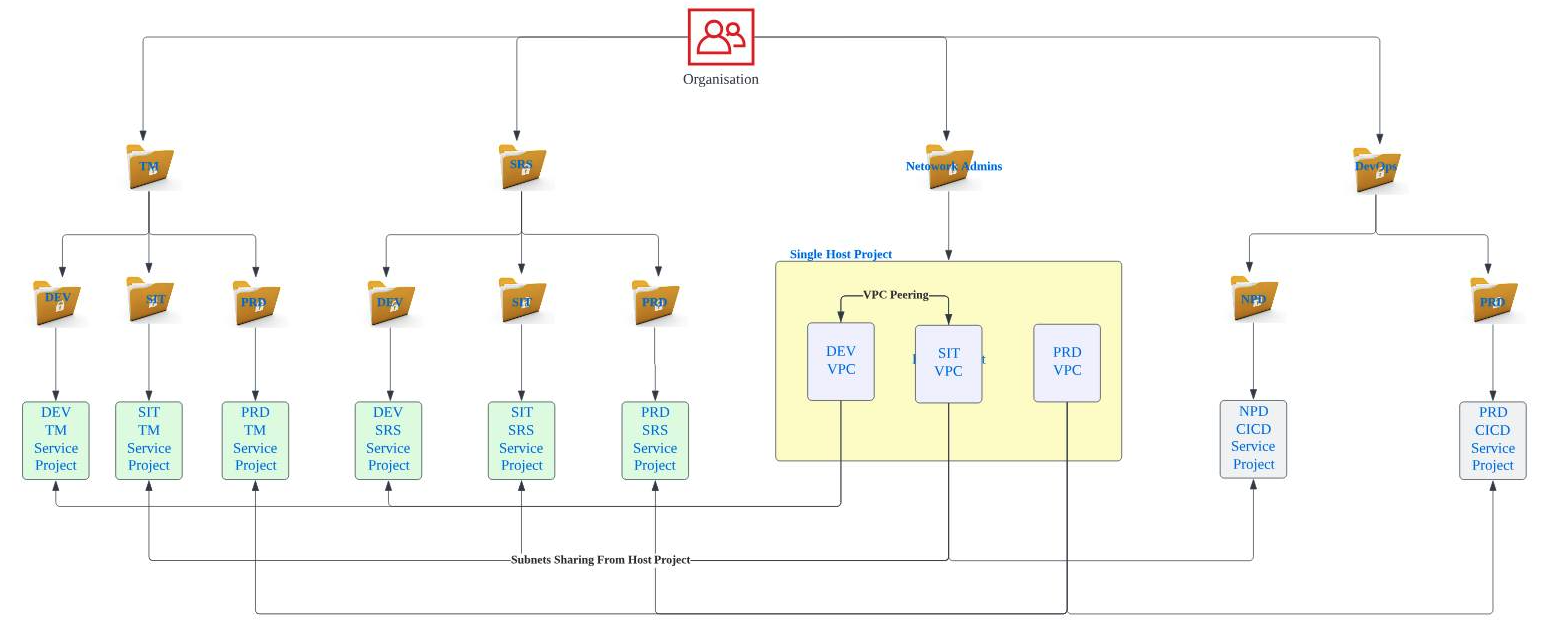 Organisation
TM
SRS
Netowork Admins
DevOps
Single Host Project
DEV
SIT
PRD
DEV
SIT
PRD
VPC Peering
NPD
PRD
DEV
VPC
SIT
VPC
PRD
VPC
DEV
TM
Service
Project
SIT
TM
Service
Project
PRD
TM
Service
Project
DEV
SRS
Service
Project
SIT
SRS
Service
Project
PRD
SRS
Service
Project
NPD
CICD
Service
Project
PRD
CICD
Service
Project
Subnets Sharing From Host Project